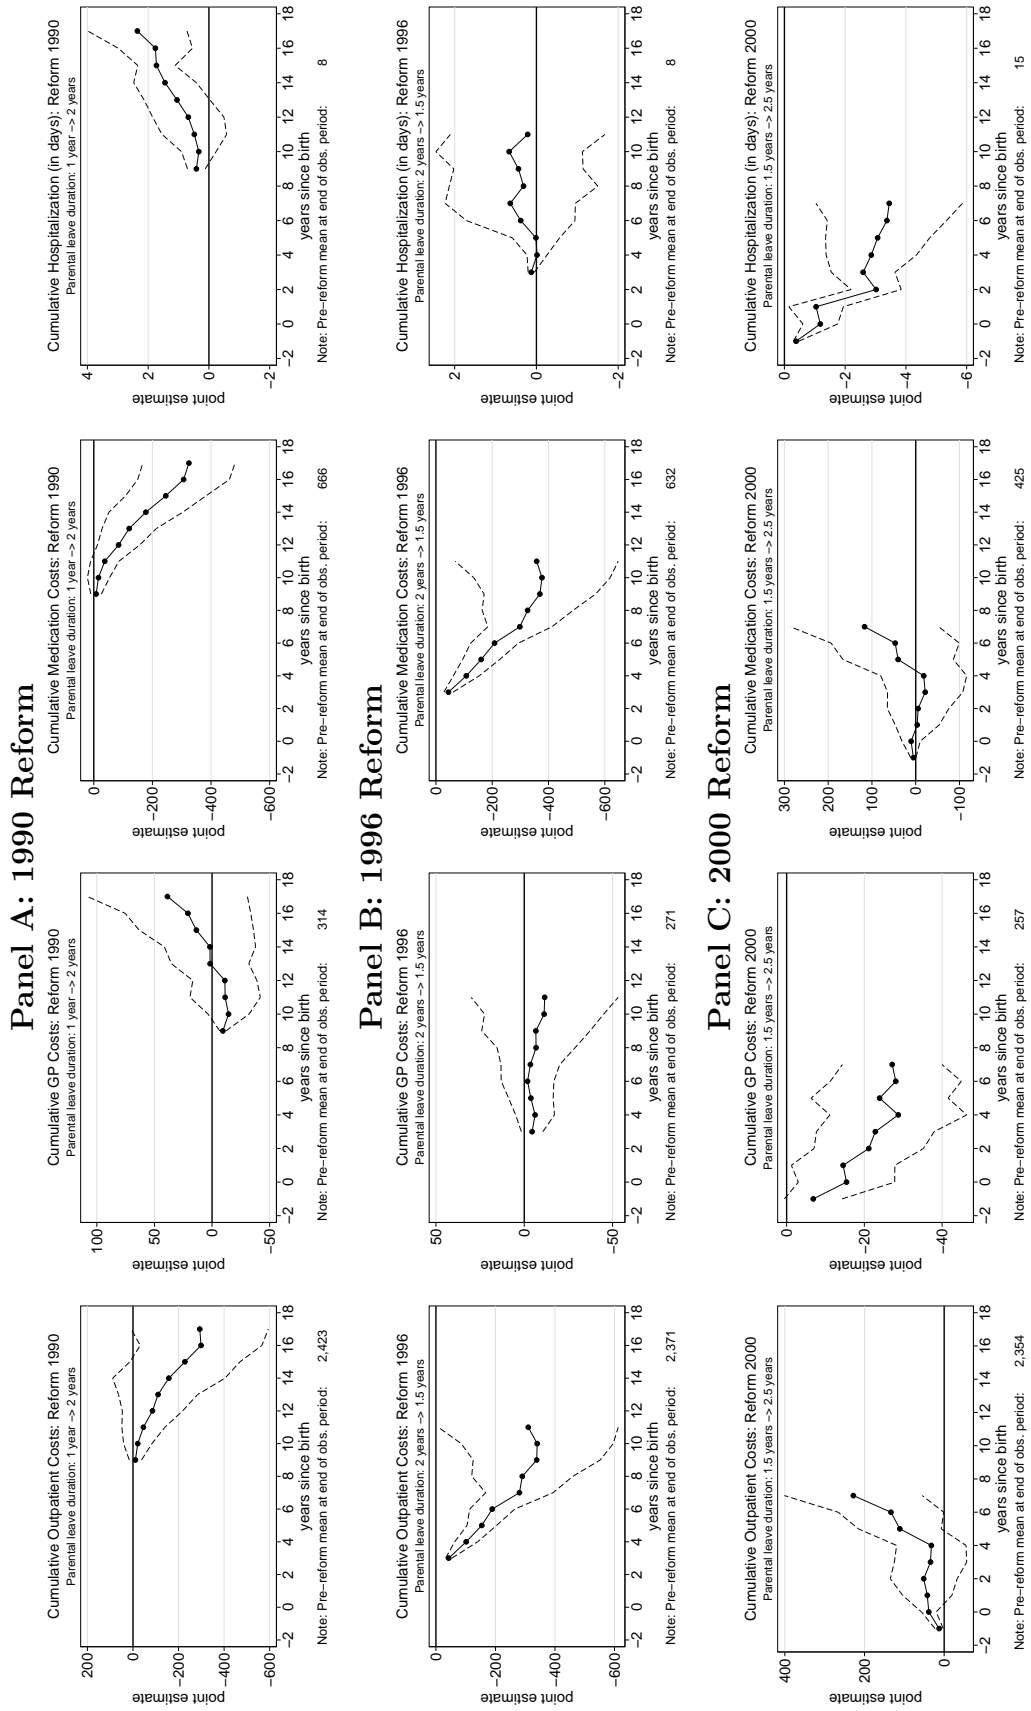 Panel A: 1990 Reform
Cumulative Outpatient Costs: Reform 1990
Parental leave duration: 1 year −> 2 years
point estimate
200
0
−200
−400
−600
−2 0 2 4 6 8 10 12 14 16 18
years since birth
Note: Pre−reform mean at end of obs. period: 2,423
Cumulative GP Costs: Reform 1990
Parental leave duration: 1 year −> 2 years
point estimate
100
50
0
−50
−2 0 2 4 6 8 10 12 14 16 18
years since birth
Note: Pre−reform mean at end of obs. period: 314
Cumulative Medication Costs: Reform 1990
Parental leave duration: 1 year −> 2 years
point estimate
0
−200
−400
−600
−2 0 2 4 6 8 10 12 14 16 18
years since birth
Note: Pre−reform mean at end of obs. period: 666
Cumulative Hospitalization (in days): Reform 1990
Parental leave duration: 1 year −> 2 years
point estimate
4
2
0
−2
−2 0 2 4 6 8 10 12 14 16 18
years since birth
Note: Pre−reform mean at end of obs. period: 8
Panel B: 1996 Reform
Cumulative Outpatient Costs: Reform 1996
Parental leave duration: 2 years −> 1.5 years
point estimate
0
−200
−400
−600
−2 0 2 4 6 8 10 12 14 16 18
years since birth
Note: Pre−reform mean at end of obs. period: 2,371
Cumulative GP Costs: Reform 1996
Parental leave duration: 2 years −> 1.5 years
point estimate
50
0
−50
−2 0 2 4 6 8 10 12 14 16 18
years since birth
Note: Pre−reform mean at end of obs. period: 271
Cumulative Medication Costs: Reform 1996
Parental leave duration: 2 years −> 1.5 years
point estimate
0
−200
−400
−600
−2 0 2 4 6 8 10 12 14 16 18
years since birth
Note: Pre−reform mean at end of obs. period: 632
Cumulative Hospitalization (in days): Reform 1996
Parental leave duration: 2 years −> 1.5 years
point estimate
2
0
−2
−2 0 2 4 6 8 10 12 14 16 18
years since birth
Note: Pre−reform mean at end of obs. period: 8
Panel C: 2000 Reform
Cumulative Outpatient Costs: Reform 2000
Parental leave duration: 1.5 years −> 2.5 years
point estimate
400
200
0
−2 0 2 4 6 8 10 12 14 16 18
years since birth
Note: Pre−reform mean at end of obs. period: 2,354
Cumulative GP Costs: Reform 2000
Parental leave duration: 1.5 years −> 2.5 years
point estimate
0
−20
−40
−2 0 2 4 6 8 10 12 14 16 18
years since birth
Note: Pre−reform mean at end of obs. period: 257
Cumulative Medication Costs: Reform 2000
Parental leave duration: 1.5 years −> 2.5 years
point estimate
300
200
100
0
−100
−2 0 2 4 6 8 10 12 14 16 18
years since birth
Note: Pre−reform mean at end of obs. period: 425
Cumulative Hospitalization (in days): Reform 2000
Parental leave duration: 1.5 years −> 2.5 years
point estimate
0
−2
−4
−6
−2 0 2 4 6 8 10 12 14 16 18
years since birth
Note: Pre−reform mean at end of obs. period: 15